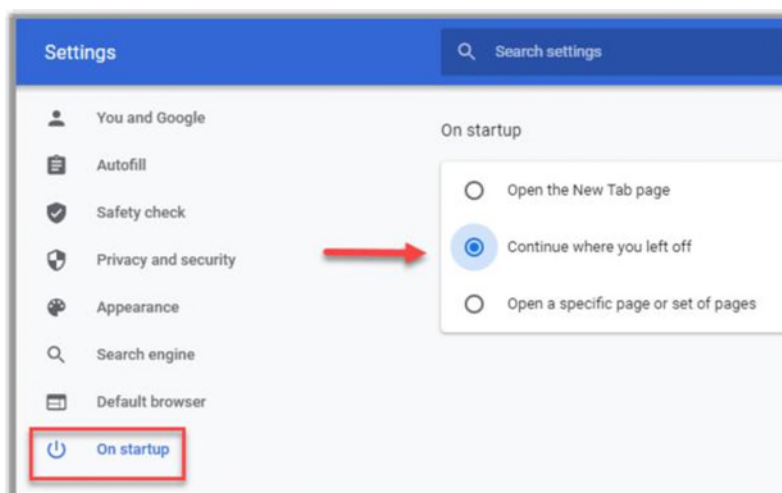 Settings
Search settings
You and Google
Autofill
Safety check
Privacy and security
Appearance
Search engine
Default browser
On startup
On startup
Open the New Tab page
Continue where you left off
Open a specific page or set of pages